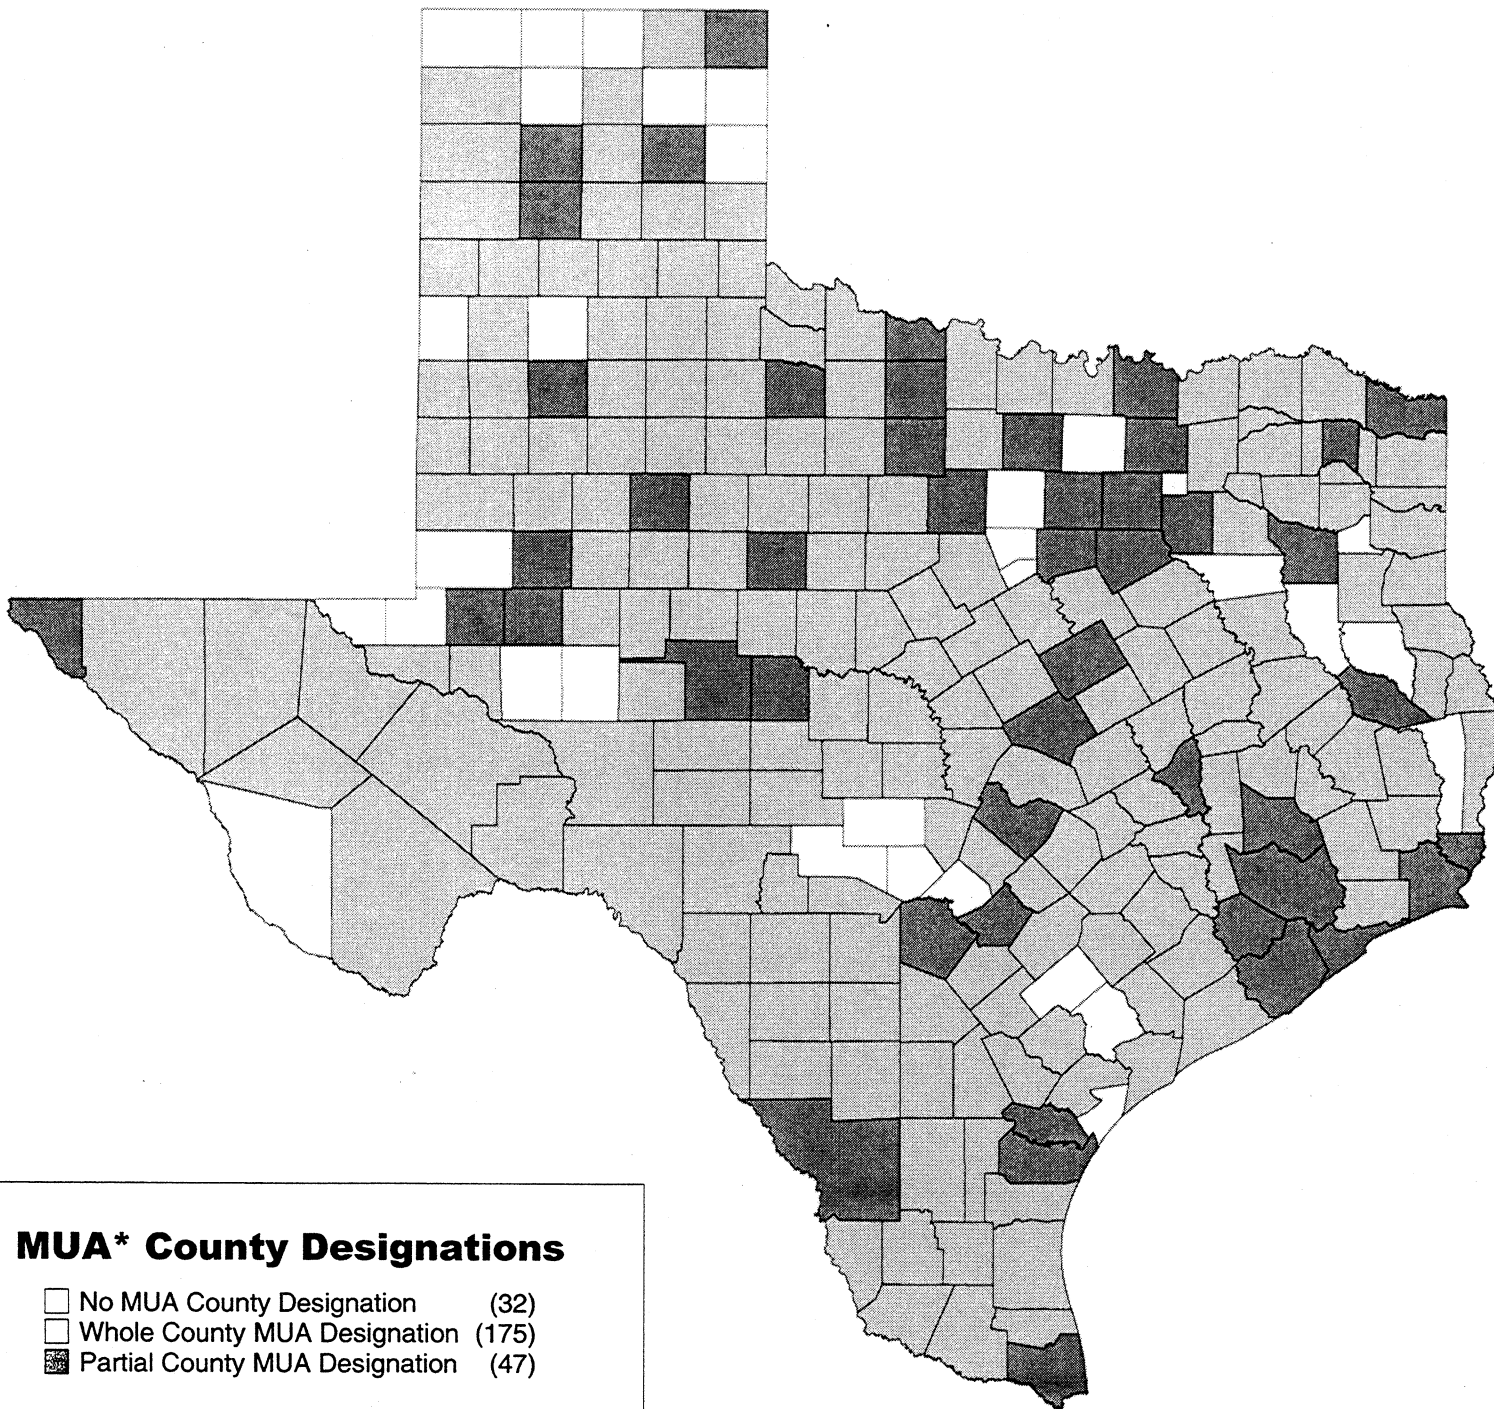 MUA* County Designations
No MUA County Designation (32)
Whole County MUA Designation (175)
Partial County MUA Designation (47)